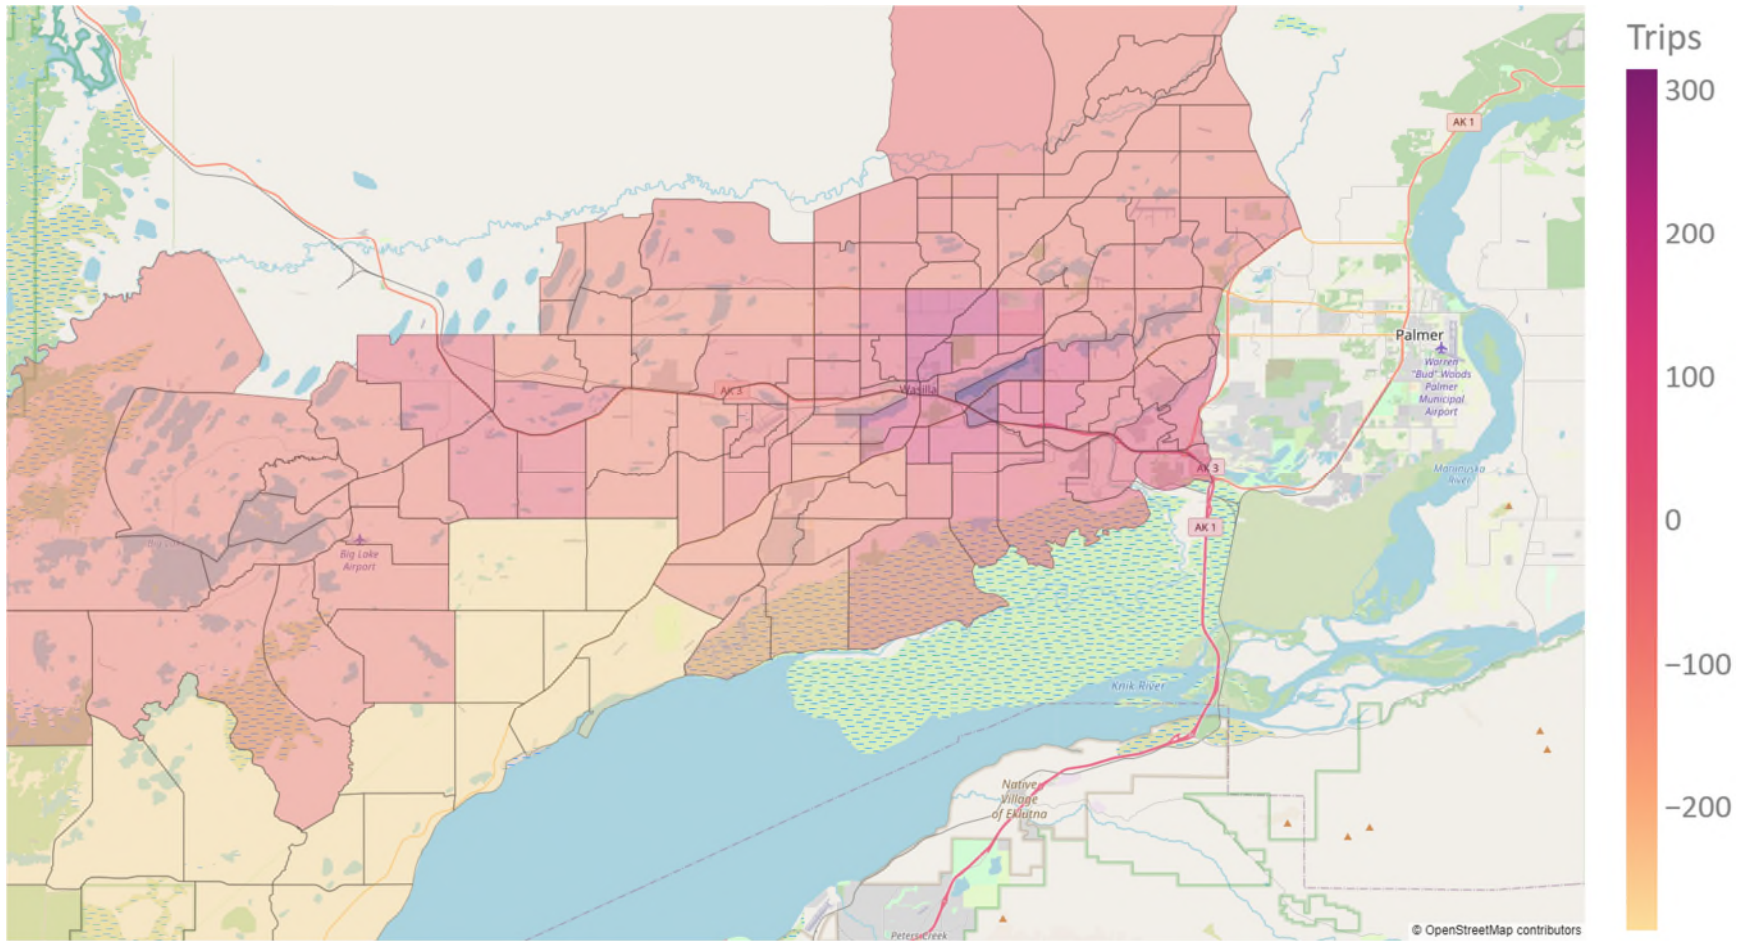 Trips
300
200
100
0
−100
−200
AK 1
Palmer
Warren
"Bud" Woods
Palmer
Municipal
Airport
AK 3
Wasilla
Matanuska
River
AK 3
AK 1
Big Lake
Airport
Knik River
Native
Village
of Eklutna
Peters Creek
© OpenStreetMap contributors